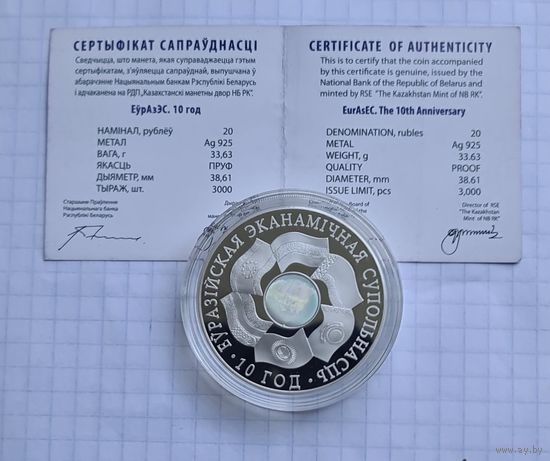 СЕРТЫФІКАТ САПРАЎДНАСЦІ
Сведчыцца, што манета, якая суправаджаецца гэтым
сертыфікатам, з'яўляецца сапраўднай, выпушчана ў
абарачэнне Нацыянальным банкам Рэспублікі Беларусь
і адчаканена на РДП „Казахстанскі манетны двор НБ РК".
ЕўрАзЭС. 10 год
НАМІНАЛ, рублёў 20
МЕТАЛ Ag 925
ВАГА, г 33,63
ЯКАСЦЬ ПРУФ
ДЫЯМЕТР, мм 38,61
ТЫРАЖ, шт. 3000
Старшыня Праўлення
Нацыянальнага банка
Рэспублікі Беларусь
CERTIFICATE OF AUTHENTICITY
This is to certify that the coin accompanied
by this certificate is genuine, issued by the
National Bank of the Republic of Belarus and
minted by RSE "The Kazakhstan Mint of NB RK".
EurAsEC. The 10th Anniversary
DENOMINATION, rubles 20
METAL Ag 925
WEIGHT, g 33.63
QUALITY PROOF
DIAMETER, mm 38.61
ISSUE LIMIT, pcs 3,000
Director of RSE
"The Kazakhstan
Mint of NB RK"
ЕЎРАЗІЙСКАЯ ЭКАНАМІЧНАЯ СУПОЛЬНАСЦЬ
· 10 ГОД ·
www.ay.by